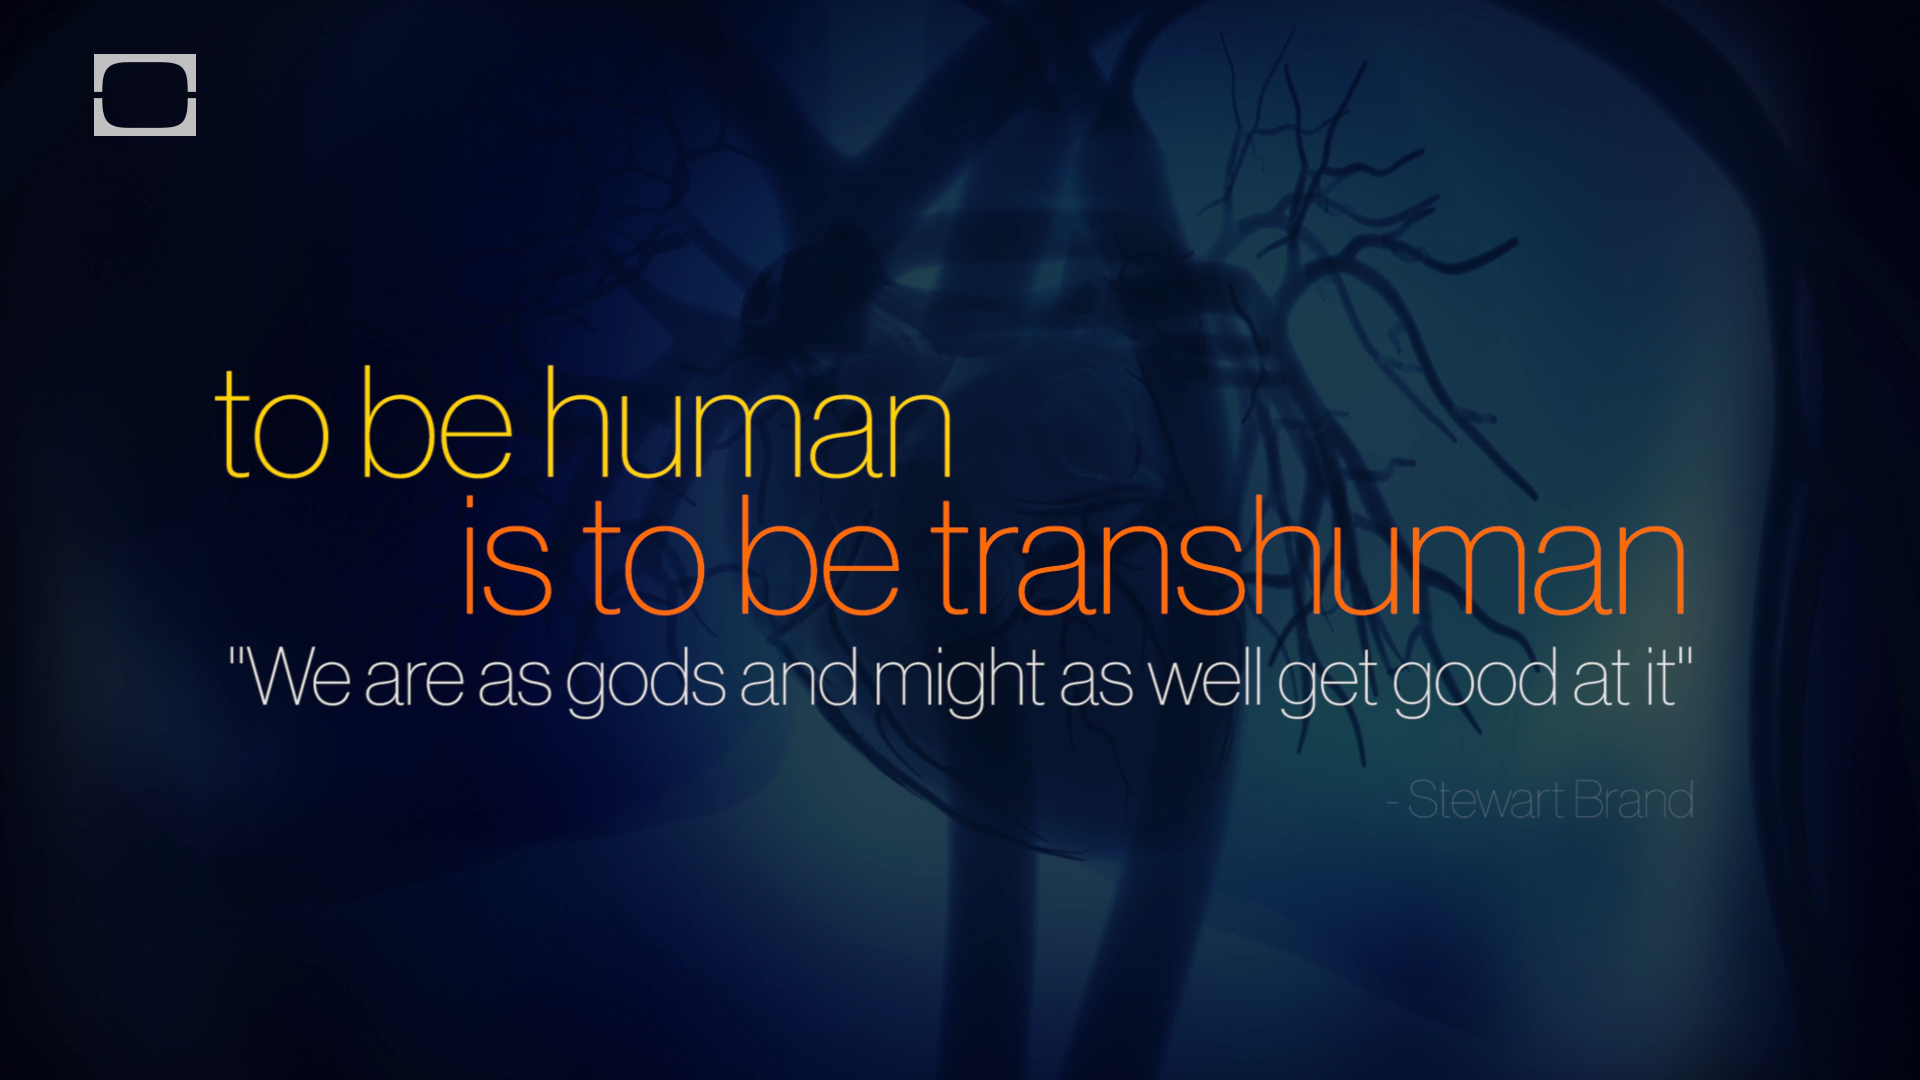 to be human
is to be transhuman
"We are as gods and might as well get good at it"
- Stewart Brand